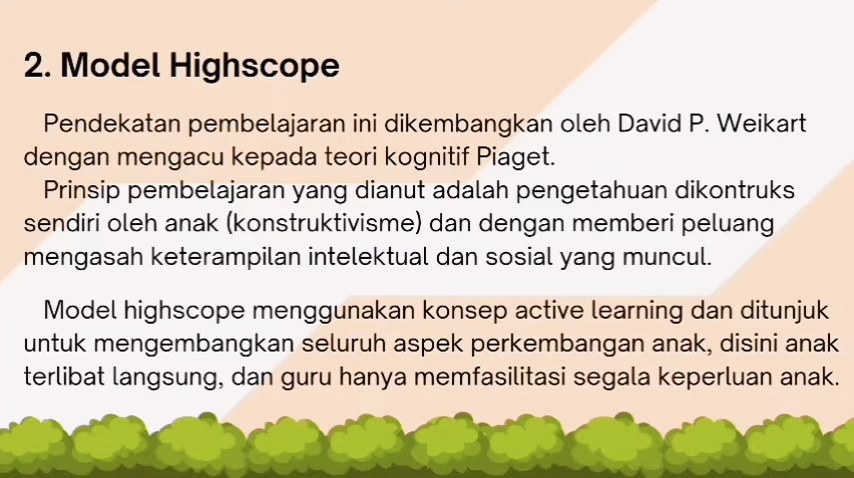 2. Model Highscope
Pendekatan pembelajaran ini dikembangkan oleh David P. Weikart
dengan mengacu kepada teori kognitif Piaget.
Prinsip pembelajaran yang dianut adalah pengetahuan dikontruks
sendiri oleh anak (konstruktivisme) dan dengan memberi peluang
mengasah keterampilan intelektual dan sosial yang muncul.
Model highscope menggunakan konsep active learning dan ditunjuk
untuk mengembangkan seluruh aspek perkembangan anak, disini anak
terlibat langsung, dan guru hanya memfasilitasi segala keperluan anak.